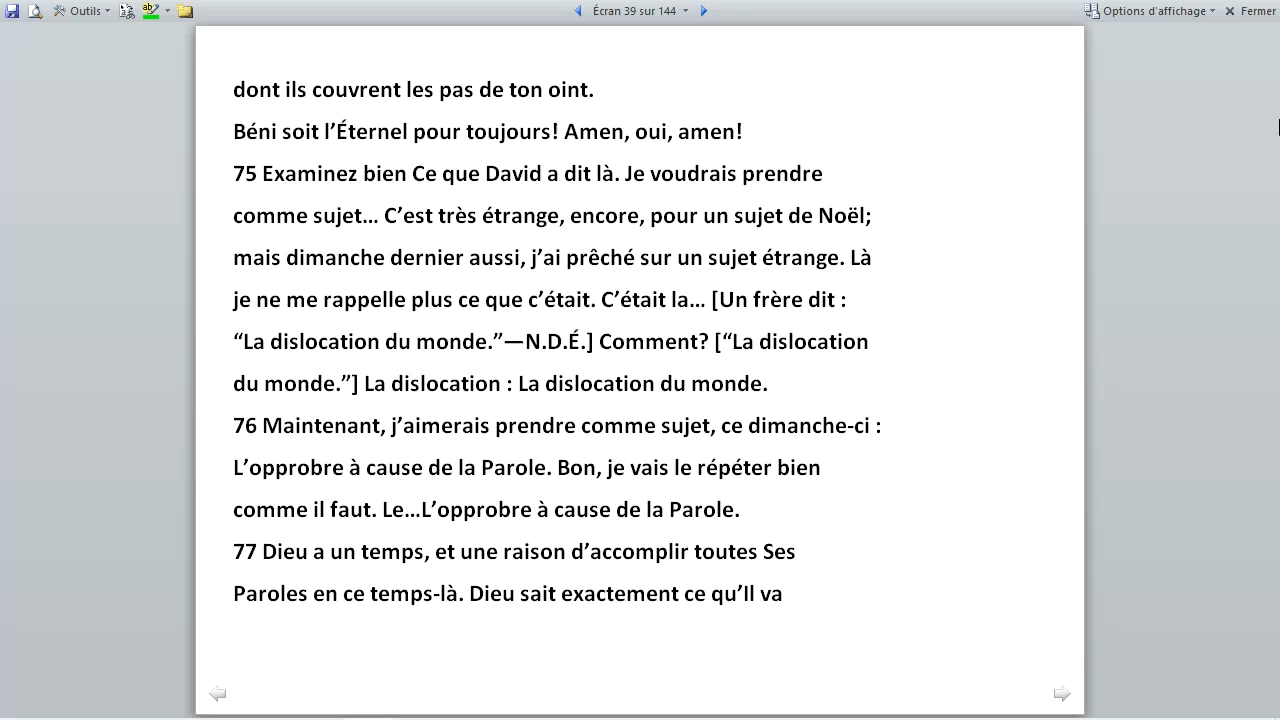 Outils
Écran 39 sur 144
Options d'affichage
Fermer
dont ils couvrent les pas de ton oint.
Béni soit l’Éternel pour toujours! Amen, oui, amen!
75 Examinez bien Ce que David a dit là. Je voudrais prendre
comme sujet… C’est très étrange, encore, pour un sujet de Noël;
mais dimanche dernier aussi, j’ai prêché sur un sujet étrange. Là
je ne me rappelle plus ce que c’était. C’était la… [Un frère dit :
“La dislocation du monde.”—N.D.É.] Comment? [“La dislocation
du monde.”] La dislocation : La dislocation du monde.
76 Maintenant, j’aimerais prendre comme sujet, ce dimanche-ci :
L’opprobre à cause de la Parole. Bon, je vais le répéter bien
comme il faut. Le…L’opprobre à cause de la Parole.
77 Dieu a un temps, et une raison d’accomplir toutes Ses
Paroles en ce temps-là. Dieu sait exactement ce qu’Il va